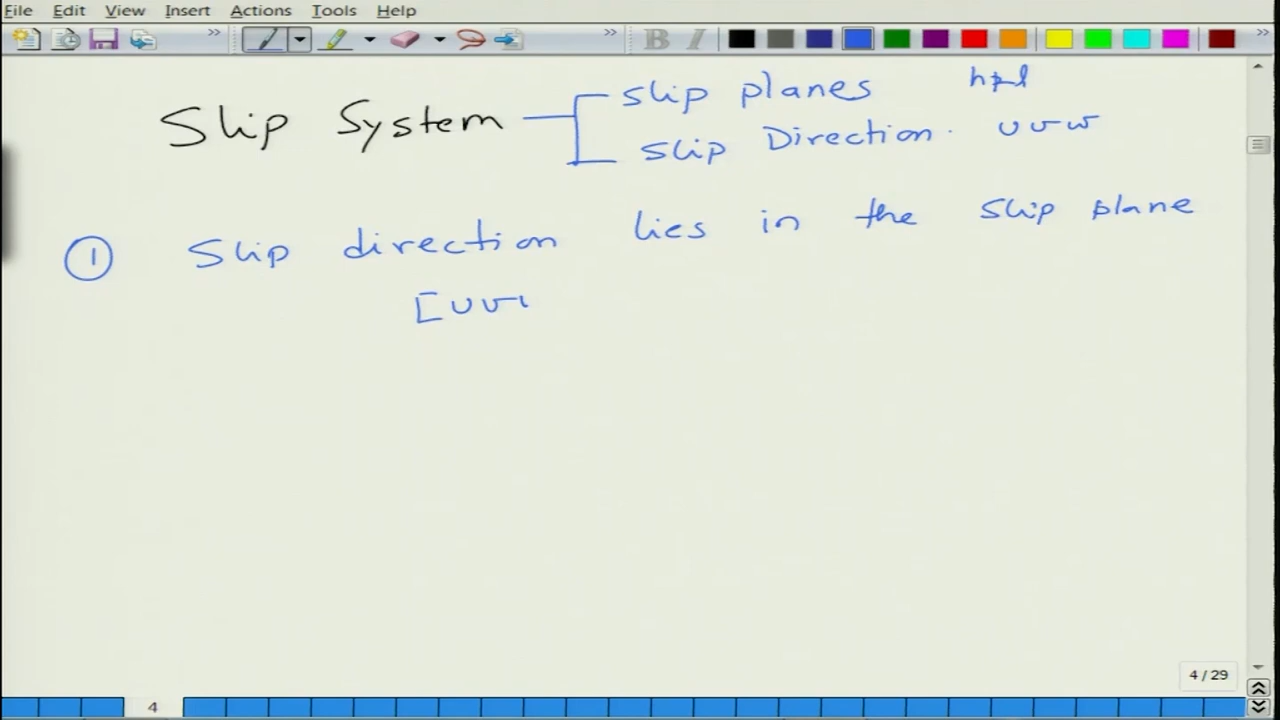 File Edit View Insert Actions Tools Help
Slip System
slip planes hkl
slip Direction. uvw
① Slip direction lies in the slip plane
[uv
4 / 29
4